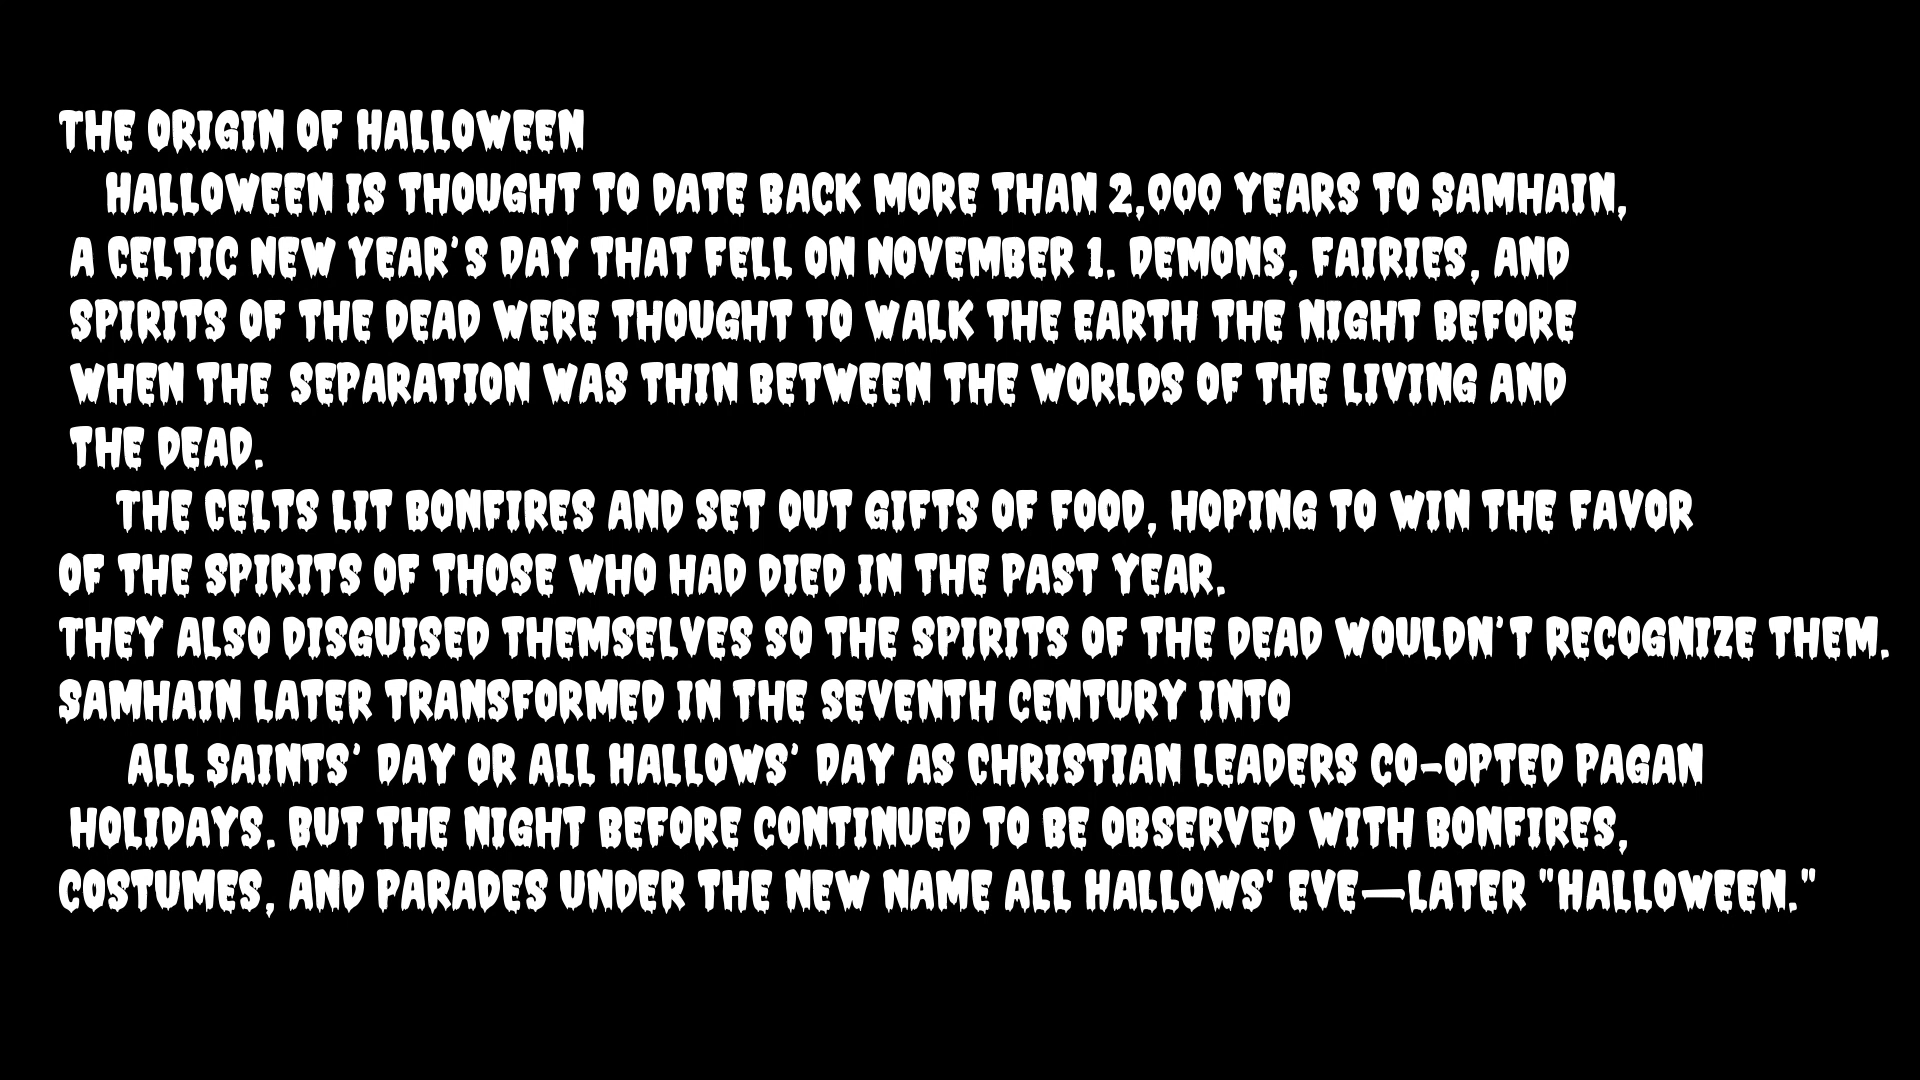 THE ORIGIN OF HALLOWEEN
HALLOWEEN IS THOUGHT TO DATE BACK MORE THAN 2,000 YEARS TO SAMHAIN,
A CELTIC NEW YEAR'S DAY THAT FELL ON NOVEMBER 1. DEMONS, FAIRIES, AND
SPIRITS OF THE DEAD WERE THOUGHT TO WALK THE EARTH THE NIGHT BEFORE
WHEN THE SEPARATION WAS THIN BETWEEN THE WORLDS OF THE LIVING AND
THE DEAD.
THE CELTS LIT BONFIRES AND SET OUT GIFTS OF FOOD, HOPING TO WIN THE FAVOR
OF THE SPIRITS OF THOSE WHO HAD DIED IN THE PAST YEAR.
THEY ALSO DISGUISED THEMSELVES SO THE SPIRITS OF THE DEAD WOULDN'T RECOGNIZE THEM.
SAMHAIN LATER TRANSFORMED IN THE SEVENTH CENTURY INTO
ALL SAINTS' DAY OR ALL HALLOWS' DAY AS CHRISTIAN LEADERS CO-OPTED PAGAN
HOLIDAYS. BUT THE NIGHT BEFORE CONTINUED TO BE OBSERVED WITH BONFIRES,
COSTUMES, AND PARADES UNDER THE NEW NAME ALL HALLOWS' EVE—LATER "HALLOWEEN."